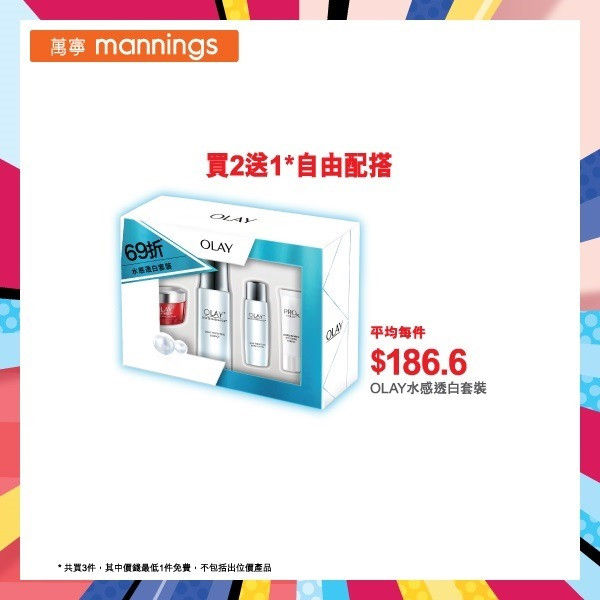 萬寧 mannings
買2送1*自由配搭
OLAY
OLAY
69折
水感透白套裝
OLAY
OLAY
OLAY
PRO-X
OLAY
平均每件
$186.6
OLAY水感透白套裝
* 共買3件，其中價錢最低1件免費，不包括出位價產品